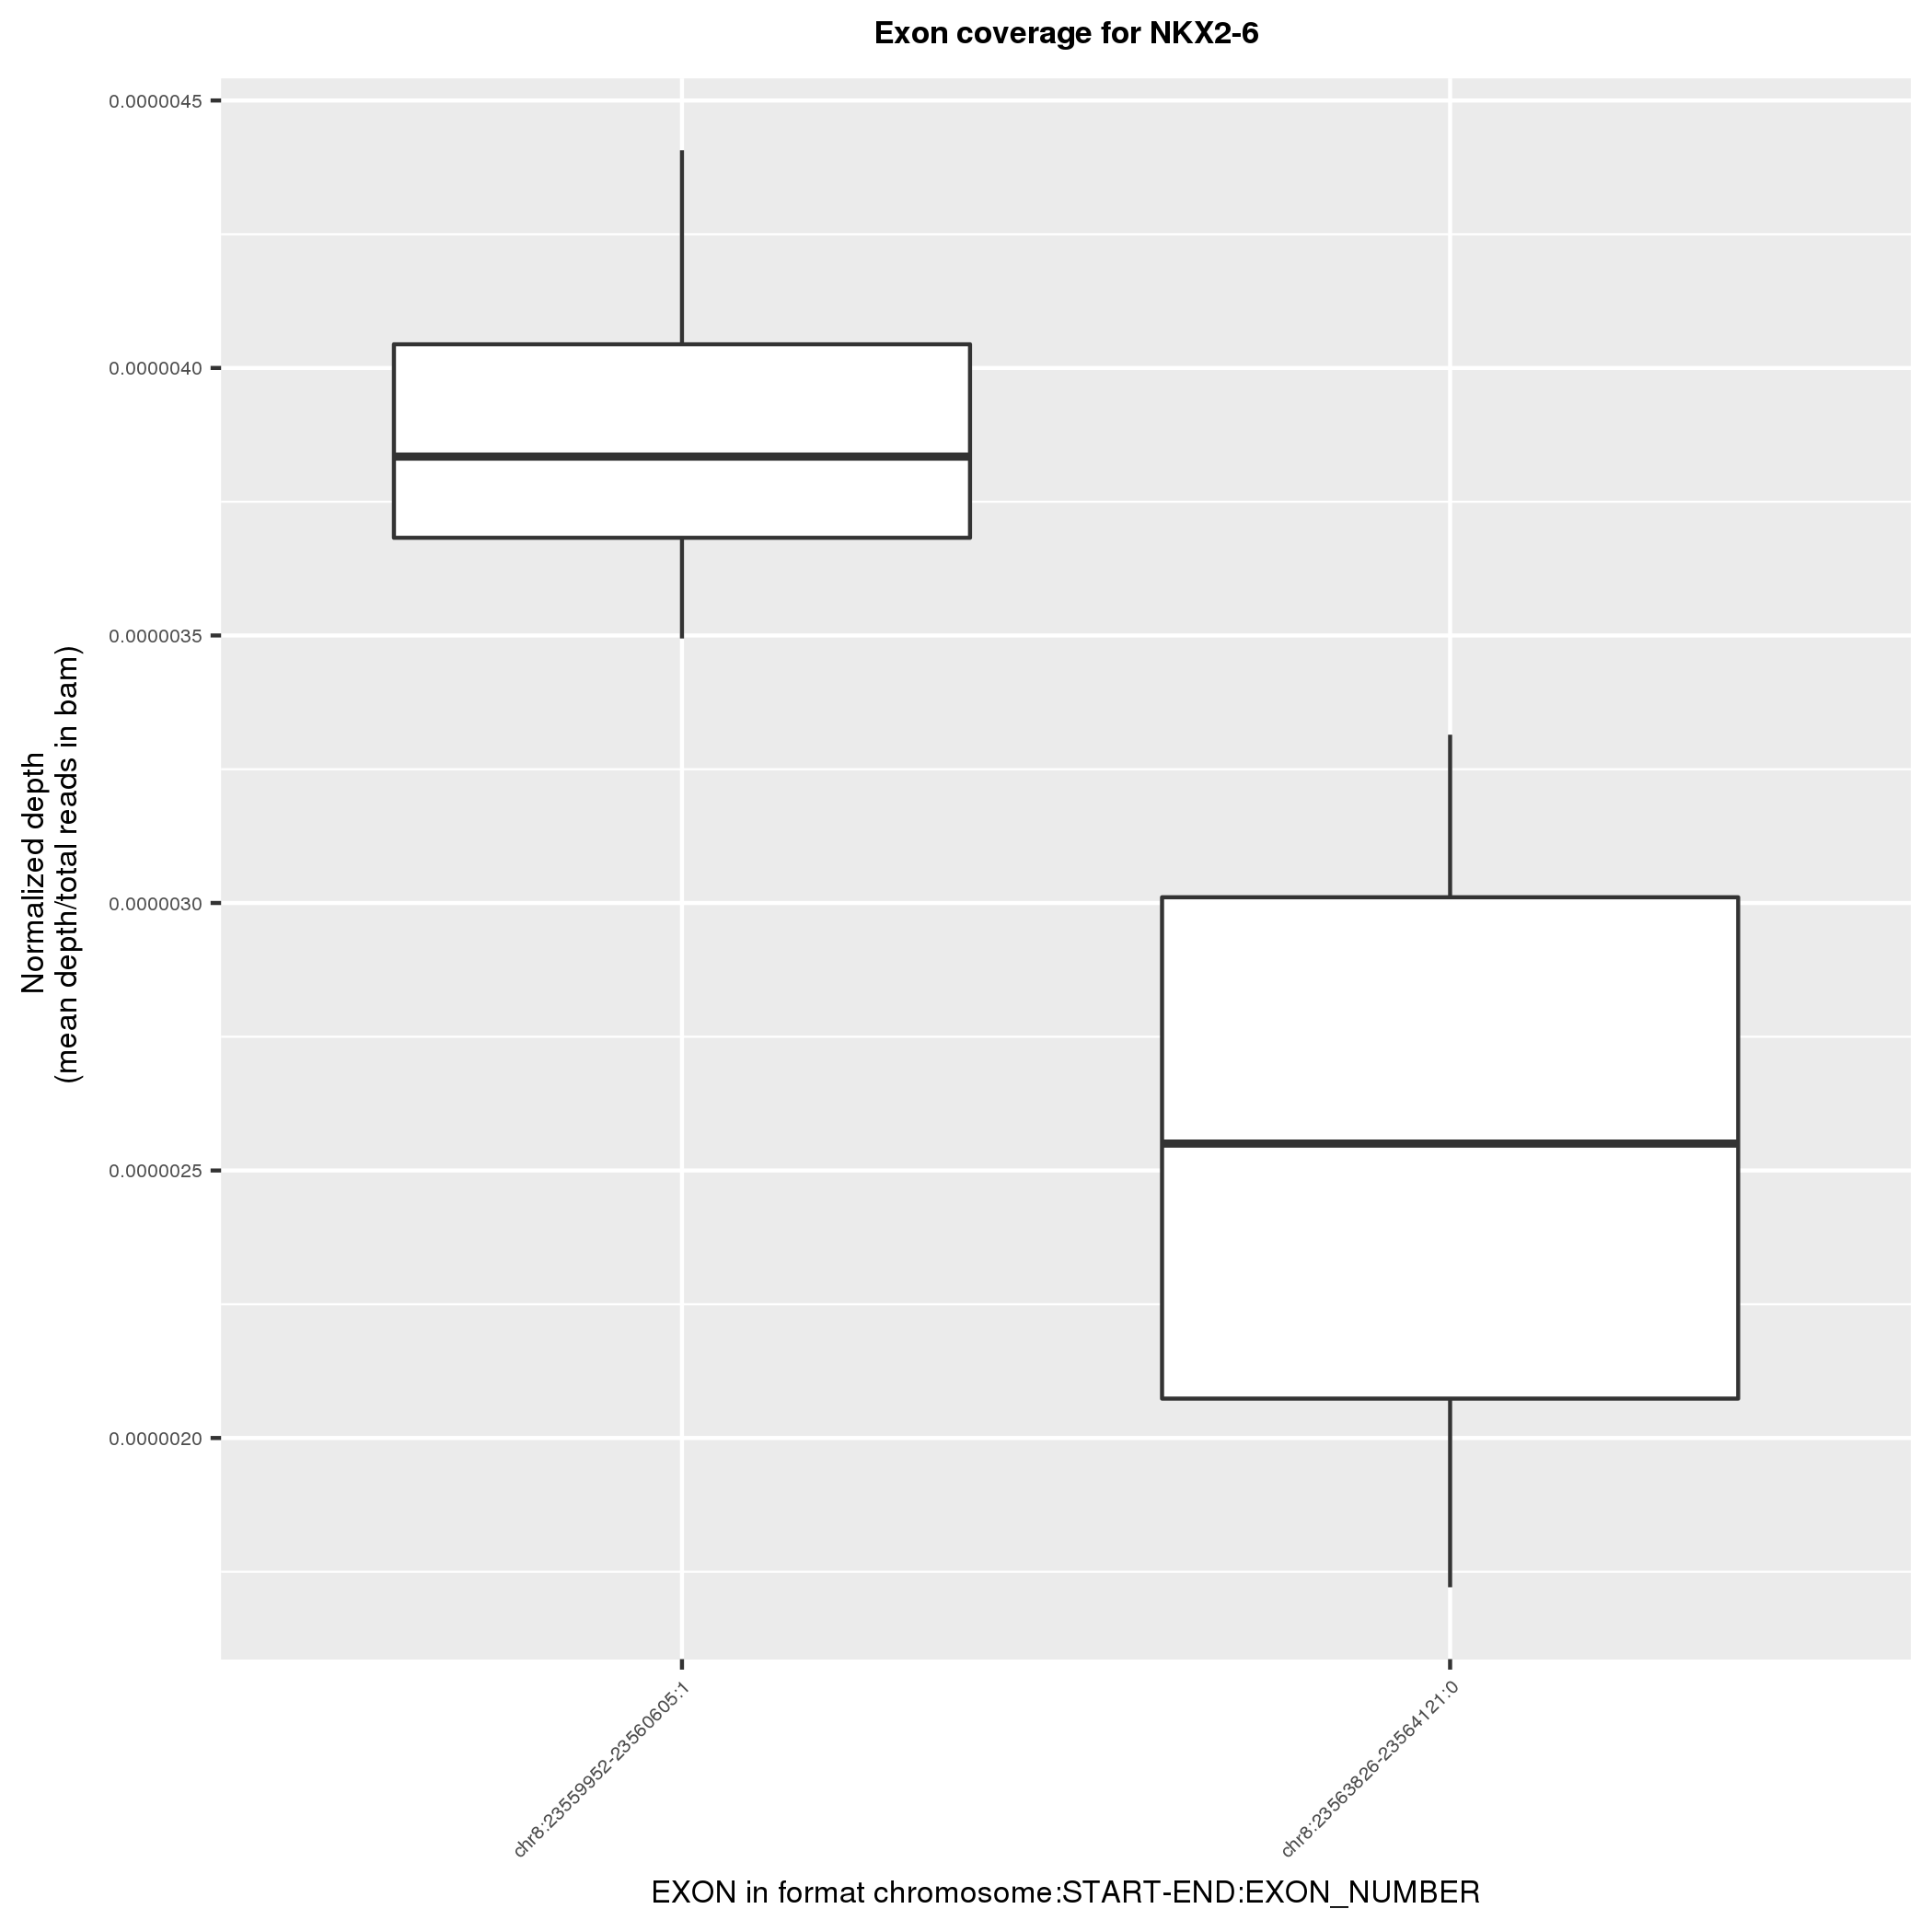 Exon coverage for NKX2-6
Normalized depth
(mean depth/total reads in bam)
0.0000045
0.0000040
0.0000035
0.0000030
0.0000025
0.0000020
chr8:23559952-23560605:1
chr8:23563826-23564121:0
EXON in format chromosome:START-END:EXON_NUMBER